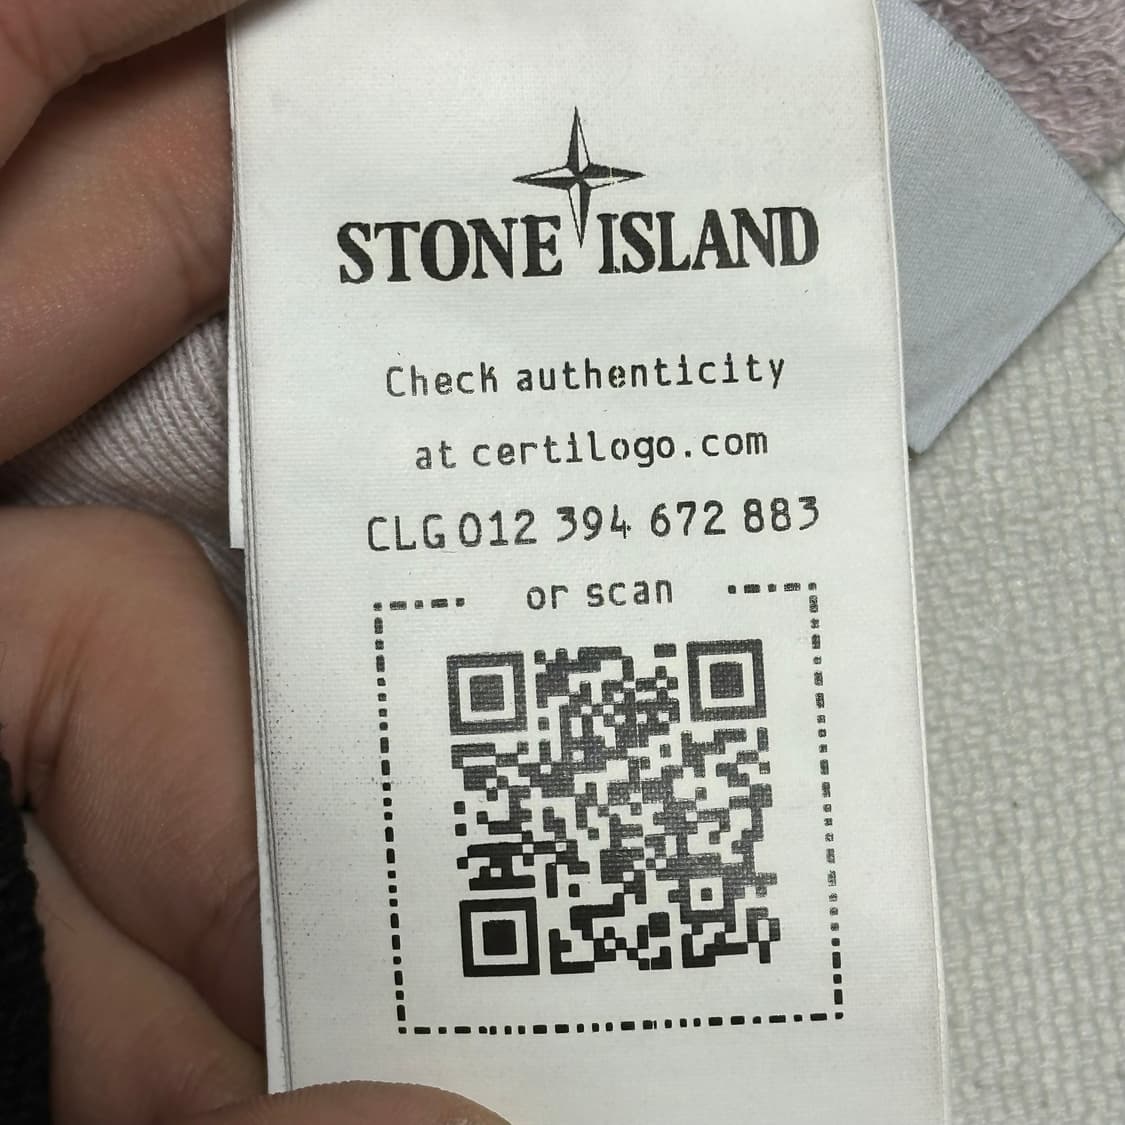 STONE ISLAND
Check authenticity
at certilogo.com
CLG 012 394 672 883
or scan